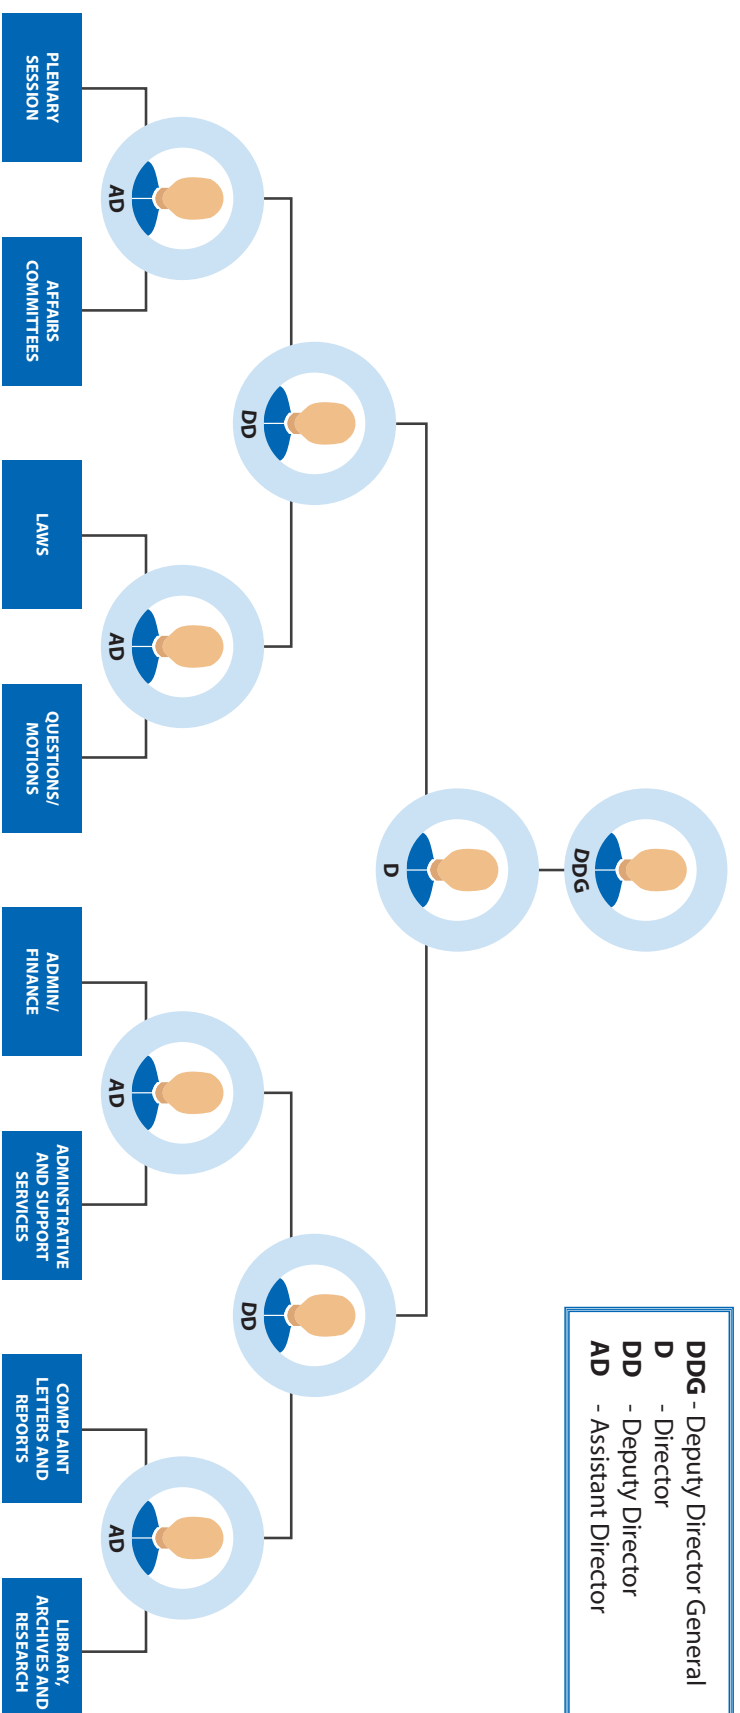 DDG - Deputy Director General
D - Director
DD - Deputy Director
AD - Assistant Director
DDG
D
DD
DD
AD
AD
AD
AD
PLENARY
SESSION
AFFAIRS
COMMITTEES
LAWS
QUESTIONS/
MOTIONS
ADMIN/
FINANCE
ADMINSTRATIVE
AND SUPPORT
SERVICES
COMPLAINT
LETTERS AND
REPORTS
LIBRARY,
ARCHIVES AND
RESEARCH